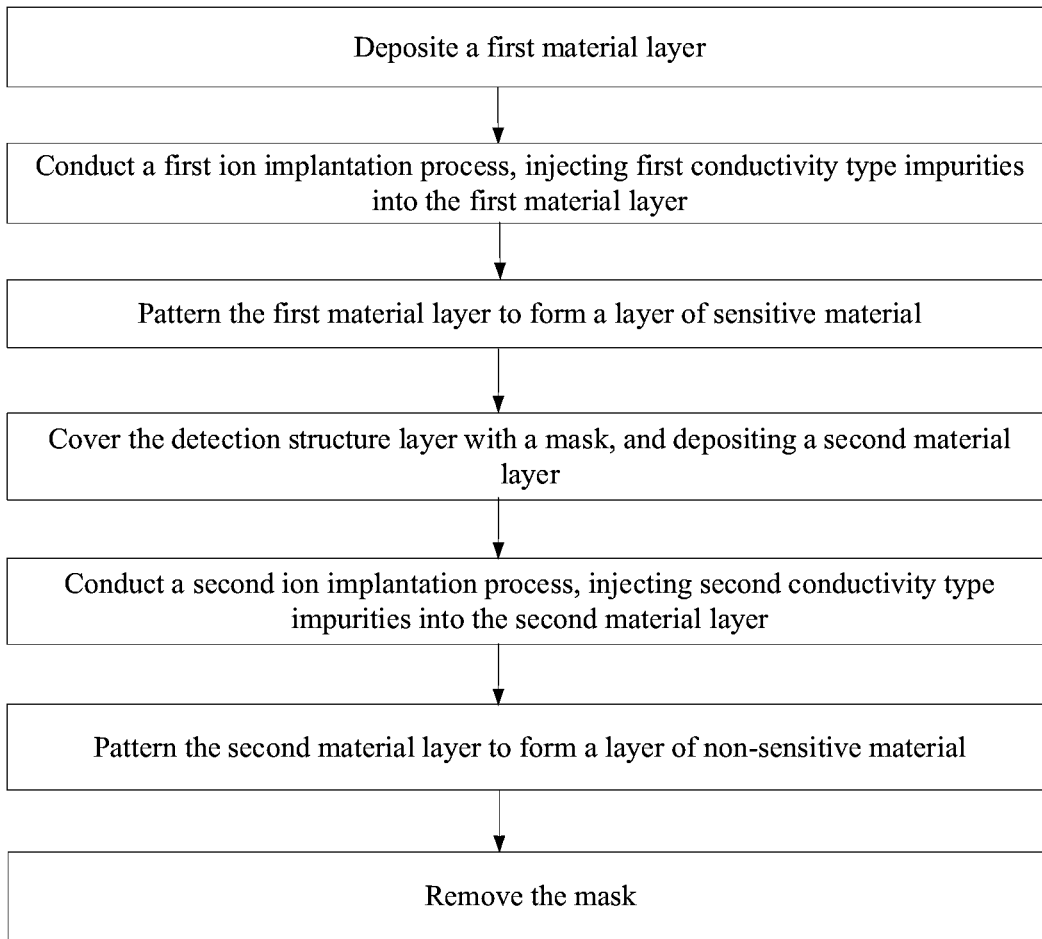 Deposite a first material layer
Conduct a first ion implantation process, injecting first conductivity type impurities
into the first material layer
Pattern the first material layer to form a layer of sensitive material
Cover the detection structure layer with a mask, and depositing a second material
layer
Conduct a second ion implantation process, injecting second conductivity type
impurities into the second material layer
Pattern the second material layer to form a layer of non-sensitive material
Remove the mask